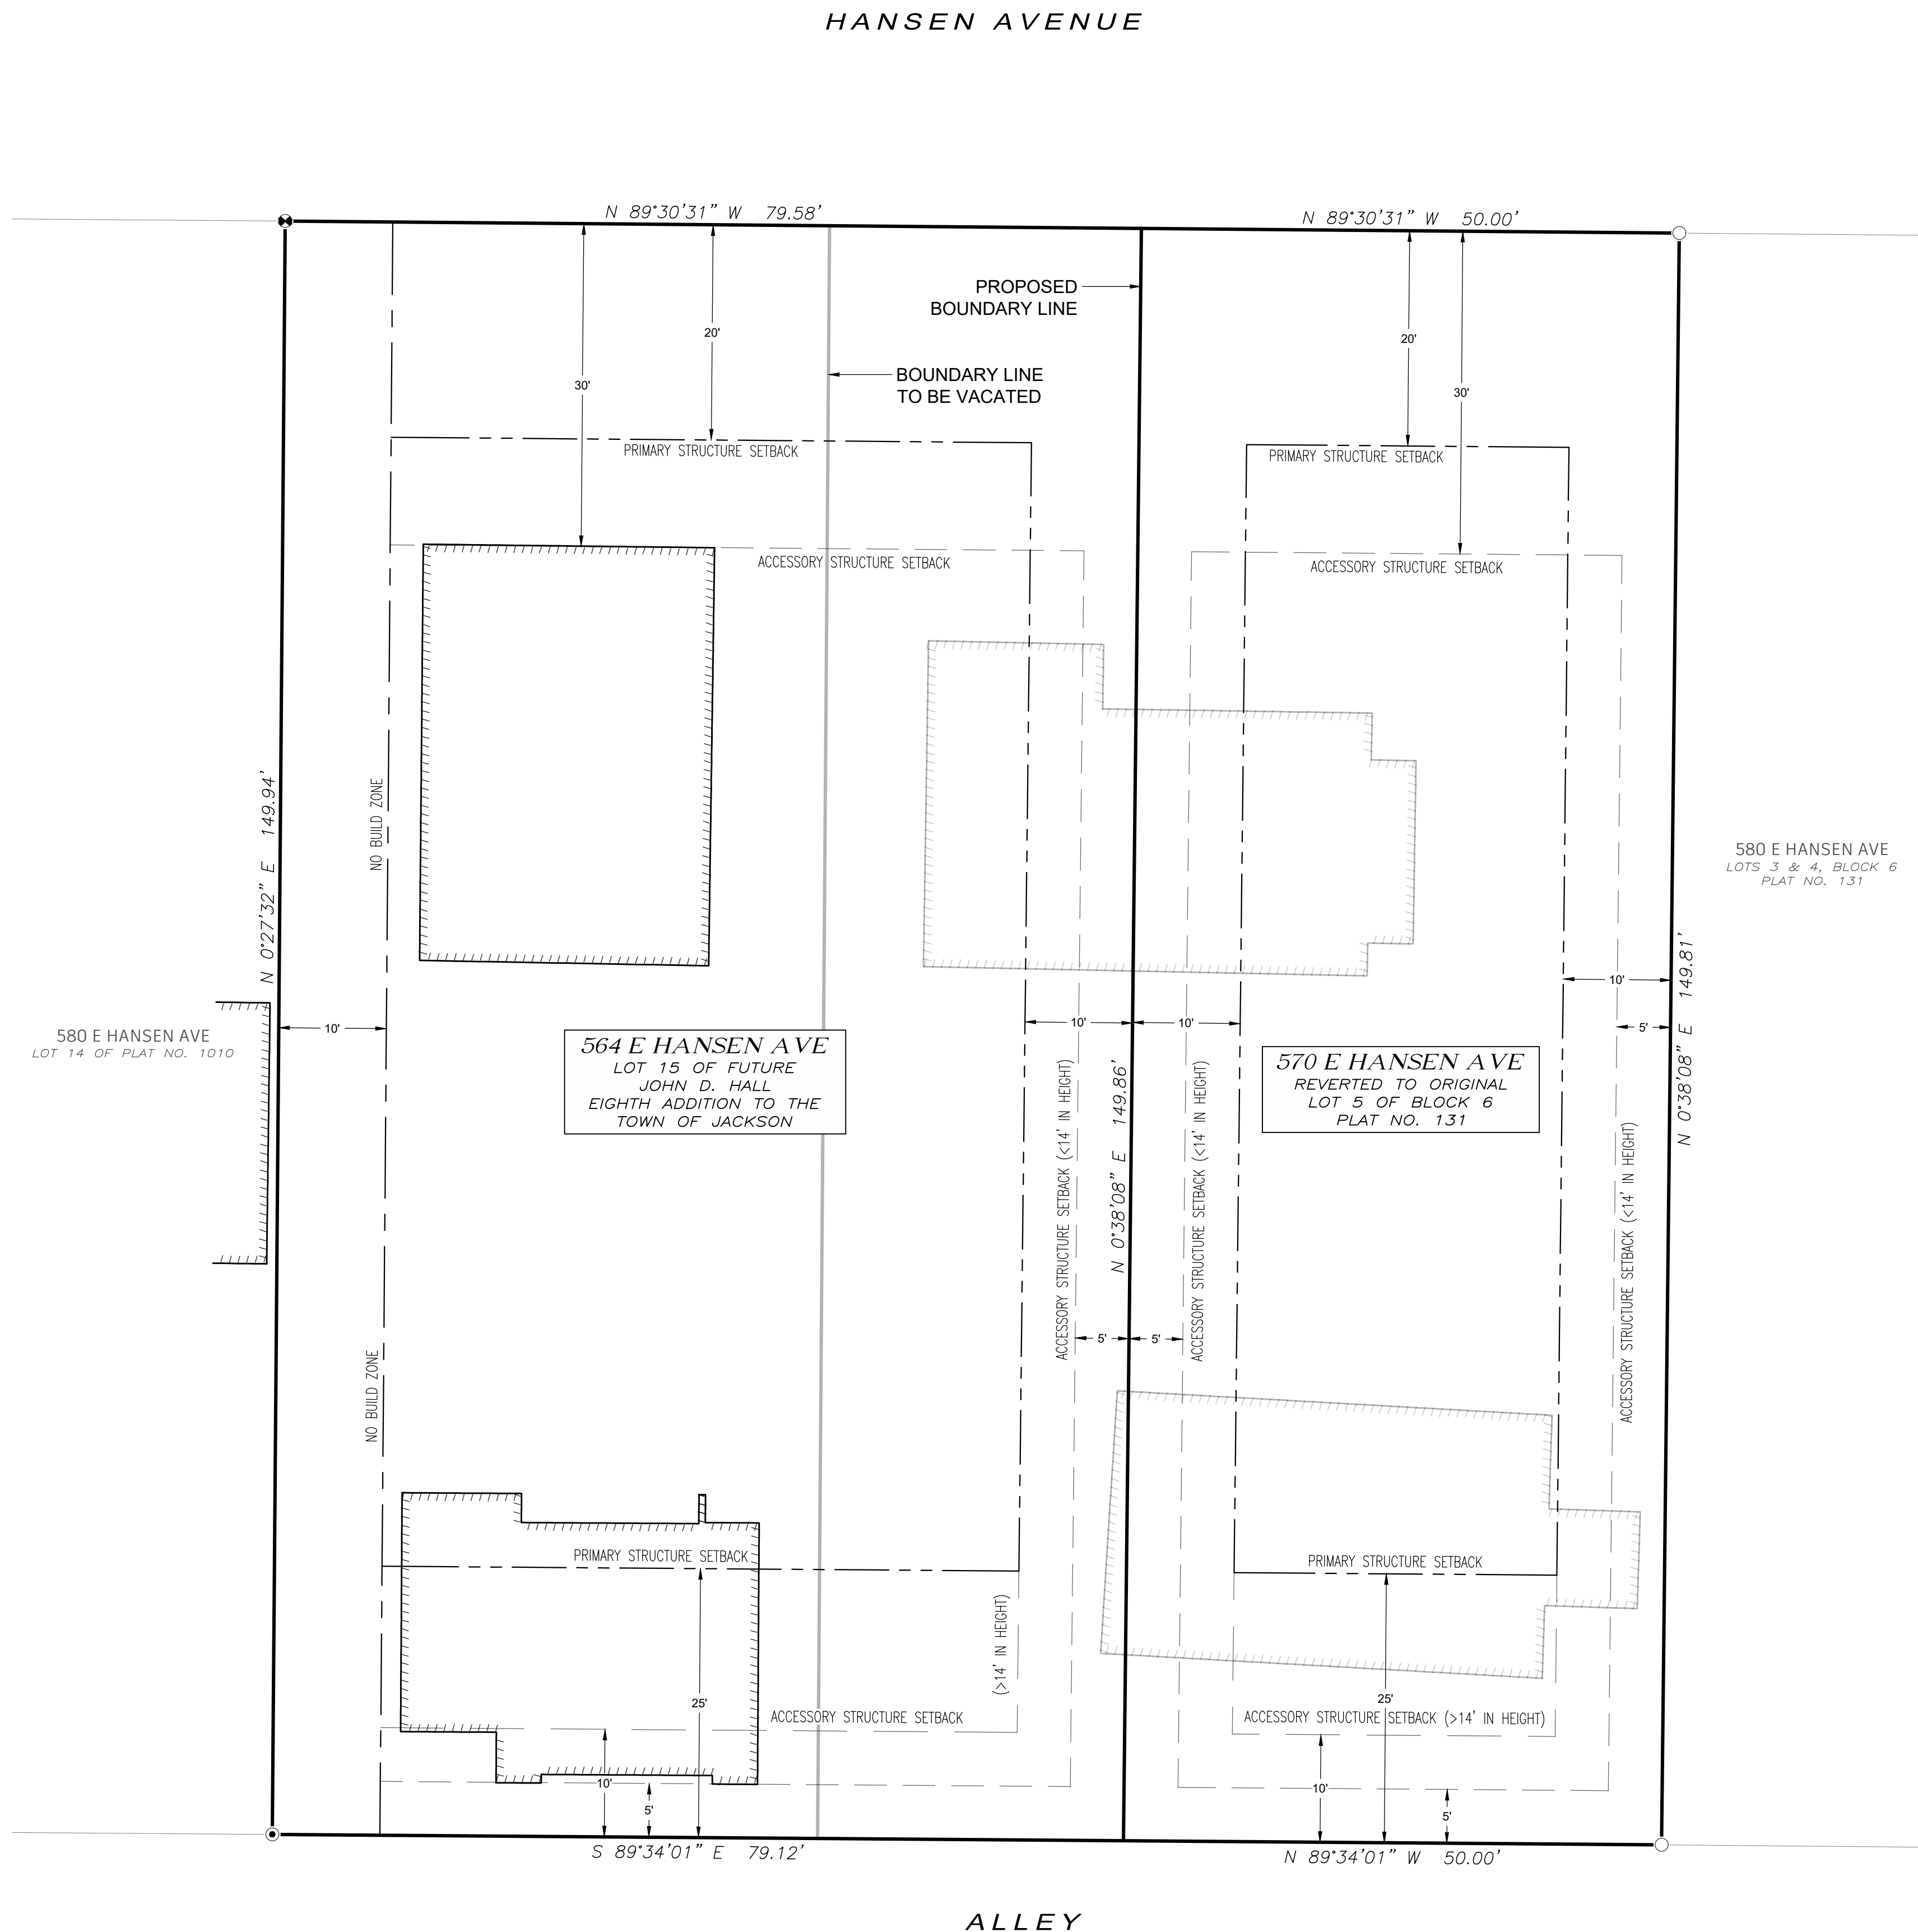 HANSEN AVENUE
N 89°30'31" W 79.58'
N 89°30'31" W 50.00'
PROPOSED
BOUNDARY LINE
20'
20'
BOUNDARY LINE
TO BE VACATED
30'
30'
PRIMARY STRUCTURE SETBACK
PRIMARY STRUCTURE SETBACK
ACCESSORY STRUCTURE SETBACK
ACCESSORY STRUCTURE SETBACK
NO BUILD ZONE
N 0°27'32" E 149.94'
580 E HANSEN AVE
LOTS 3 & 4, BLOCK 6
PLAT NO. 131
10'
5'
N 0°38'08" E 149.81'
580 E HANSEN AVE
LOT 14 OF PLAT NO. 1010
10'
10'
10'
564 E HANSEN AVE
LOT 15 OF FUTURE
JOHN D. HALL
EIGHTH ADDITION TO THE
TOWN OF JACKSON
570 E HANSEN AVE
REVERTED TO ORIGINAL
LOT 5 OF BLOCK 6
PLAT NO. 131
ACCESSORY STRUCTURE SETBACK (<14' IN HEIGHT)
N 0°38'08" E 149.86'
ACCESSORY STRUCTURE SETBACK (<14' IN HEIGHT)
ACCESSORY STRUCTURE SETBACK (<14' IN HEIGHT)
5'
5'
NO BUILD ZONE
PRIMARY STRUCTURE SETBACK
PRIMARY STRUCTURE SETBACK
(>14' IN HEIGHT)
25'
25'
ACCESSORY STRUCTURE SETBACK
ACCESSORY STRUCTURE SETBACK (>14' IN HEIGHT)
10'
10'
5'
5'
S 89°34'01" E 79.12'
N 89°34'01" W 50.00'
ALLEY